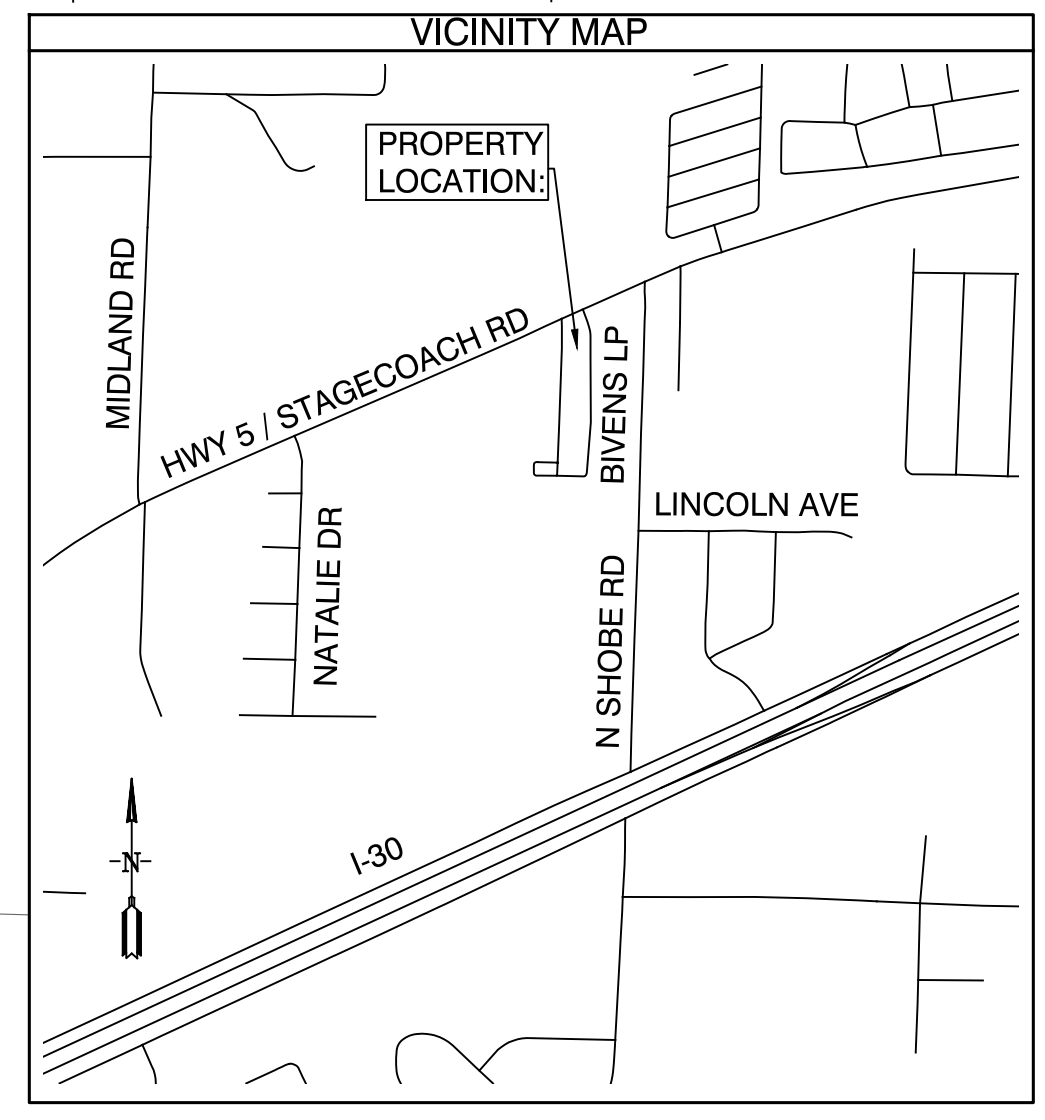 VICINITY MAP
PROPERTY
LOCATION:
MIDLAND RD
HWY 5 / STAGECOACH RD
BIVENS LP
LINCOLN AVE
NATALIE DR
N SHOBE RD
I-30
-N-